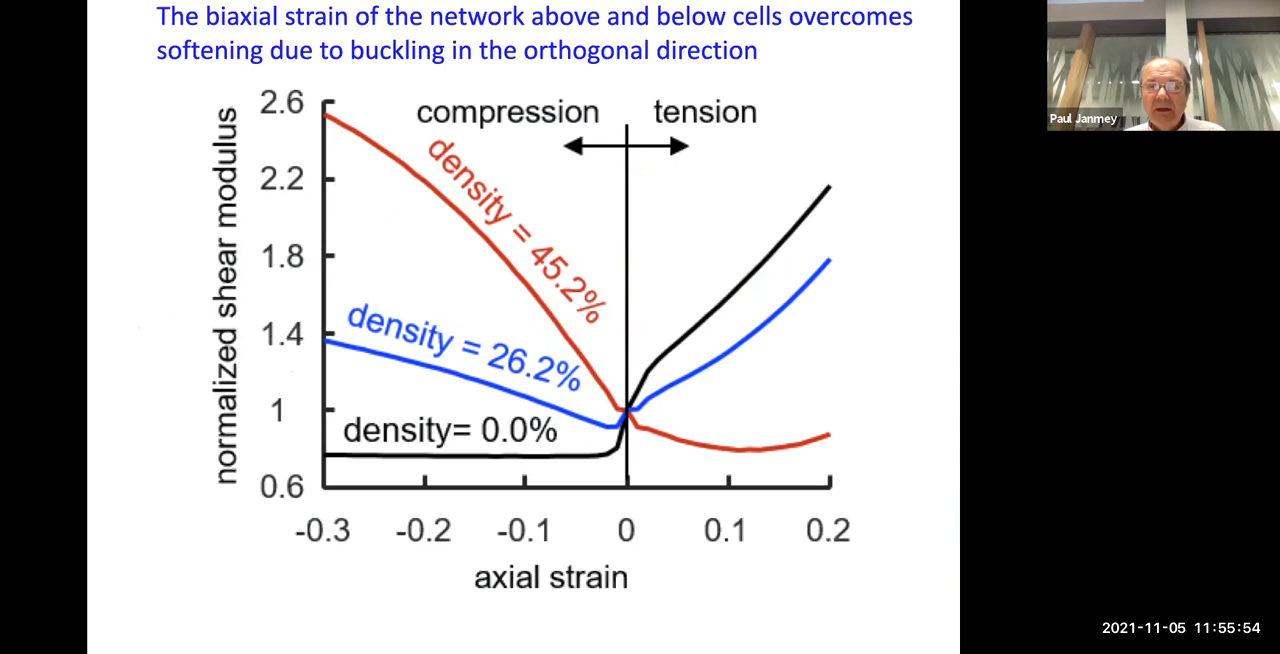 The biaxial strain of the network above and below cells overcomes
softening due to buckling in the orthogonal direction
Paul Janmey
compression
tension
normalized shear modulus
2.6
2.2
1.8
1.4
1
0.6
density = 45.2%
density = 26.2%
density= 0.0%
-0.3
-0.2
-0.1
0
0.1
0.2
axial strain
2021-11-05 11:55:54